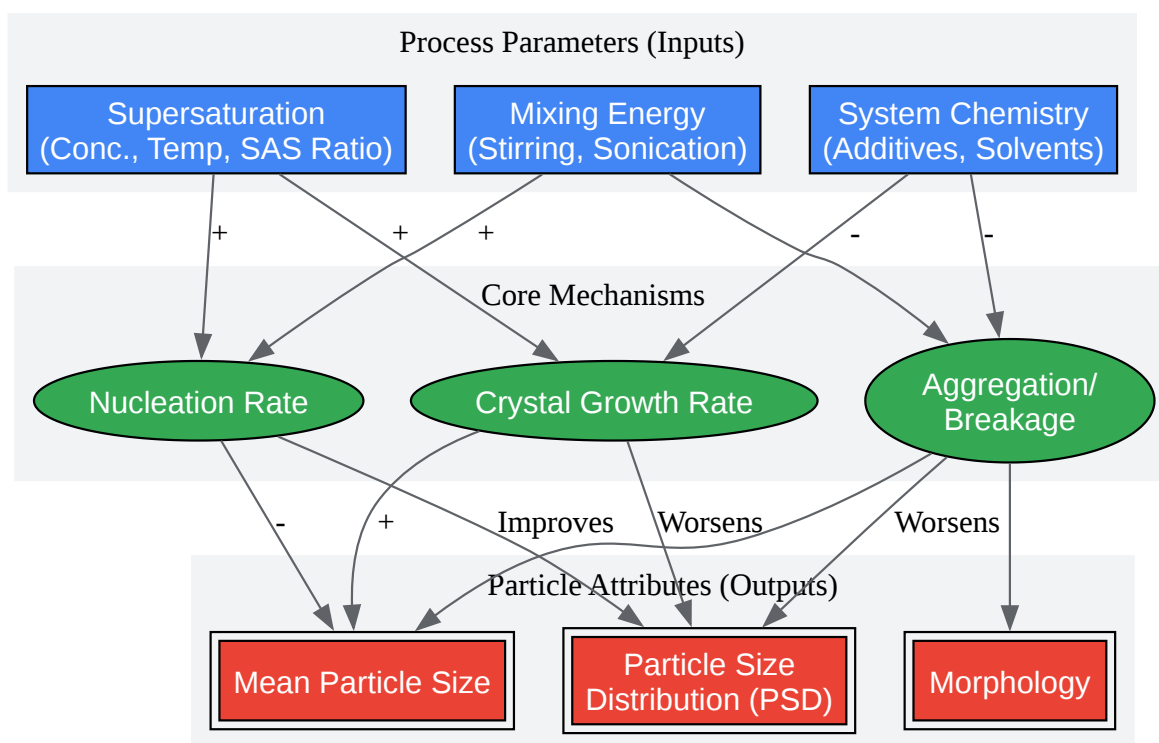 Process Parameters (Inputs)
Supersaturation
(Conc., Temp, SAS Ratio)
Mixing Energy
(Stirring, Sonication)
System Chemistry
(Additives, Solvents)
+
+
+
-
-
Core Mechanisms
Nucleation Rate
Crystal Growth Rate
Aggregation/
Breakage
-
+
Improves
Worsens
Worsens
Particle Attributes (Outputs)
Mean Particle Size
Particle Size
Distribution (PSD)
Morphology